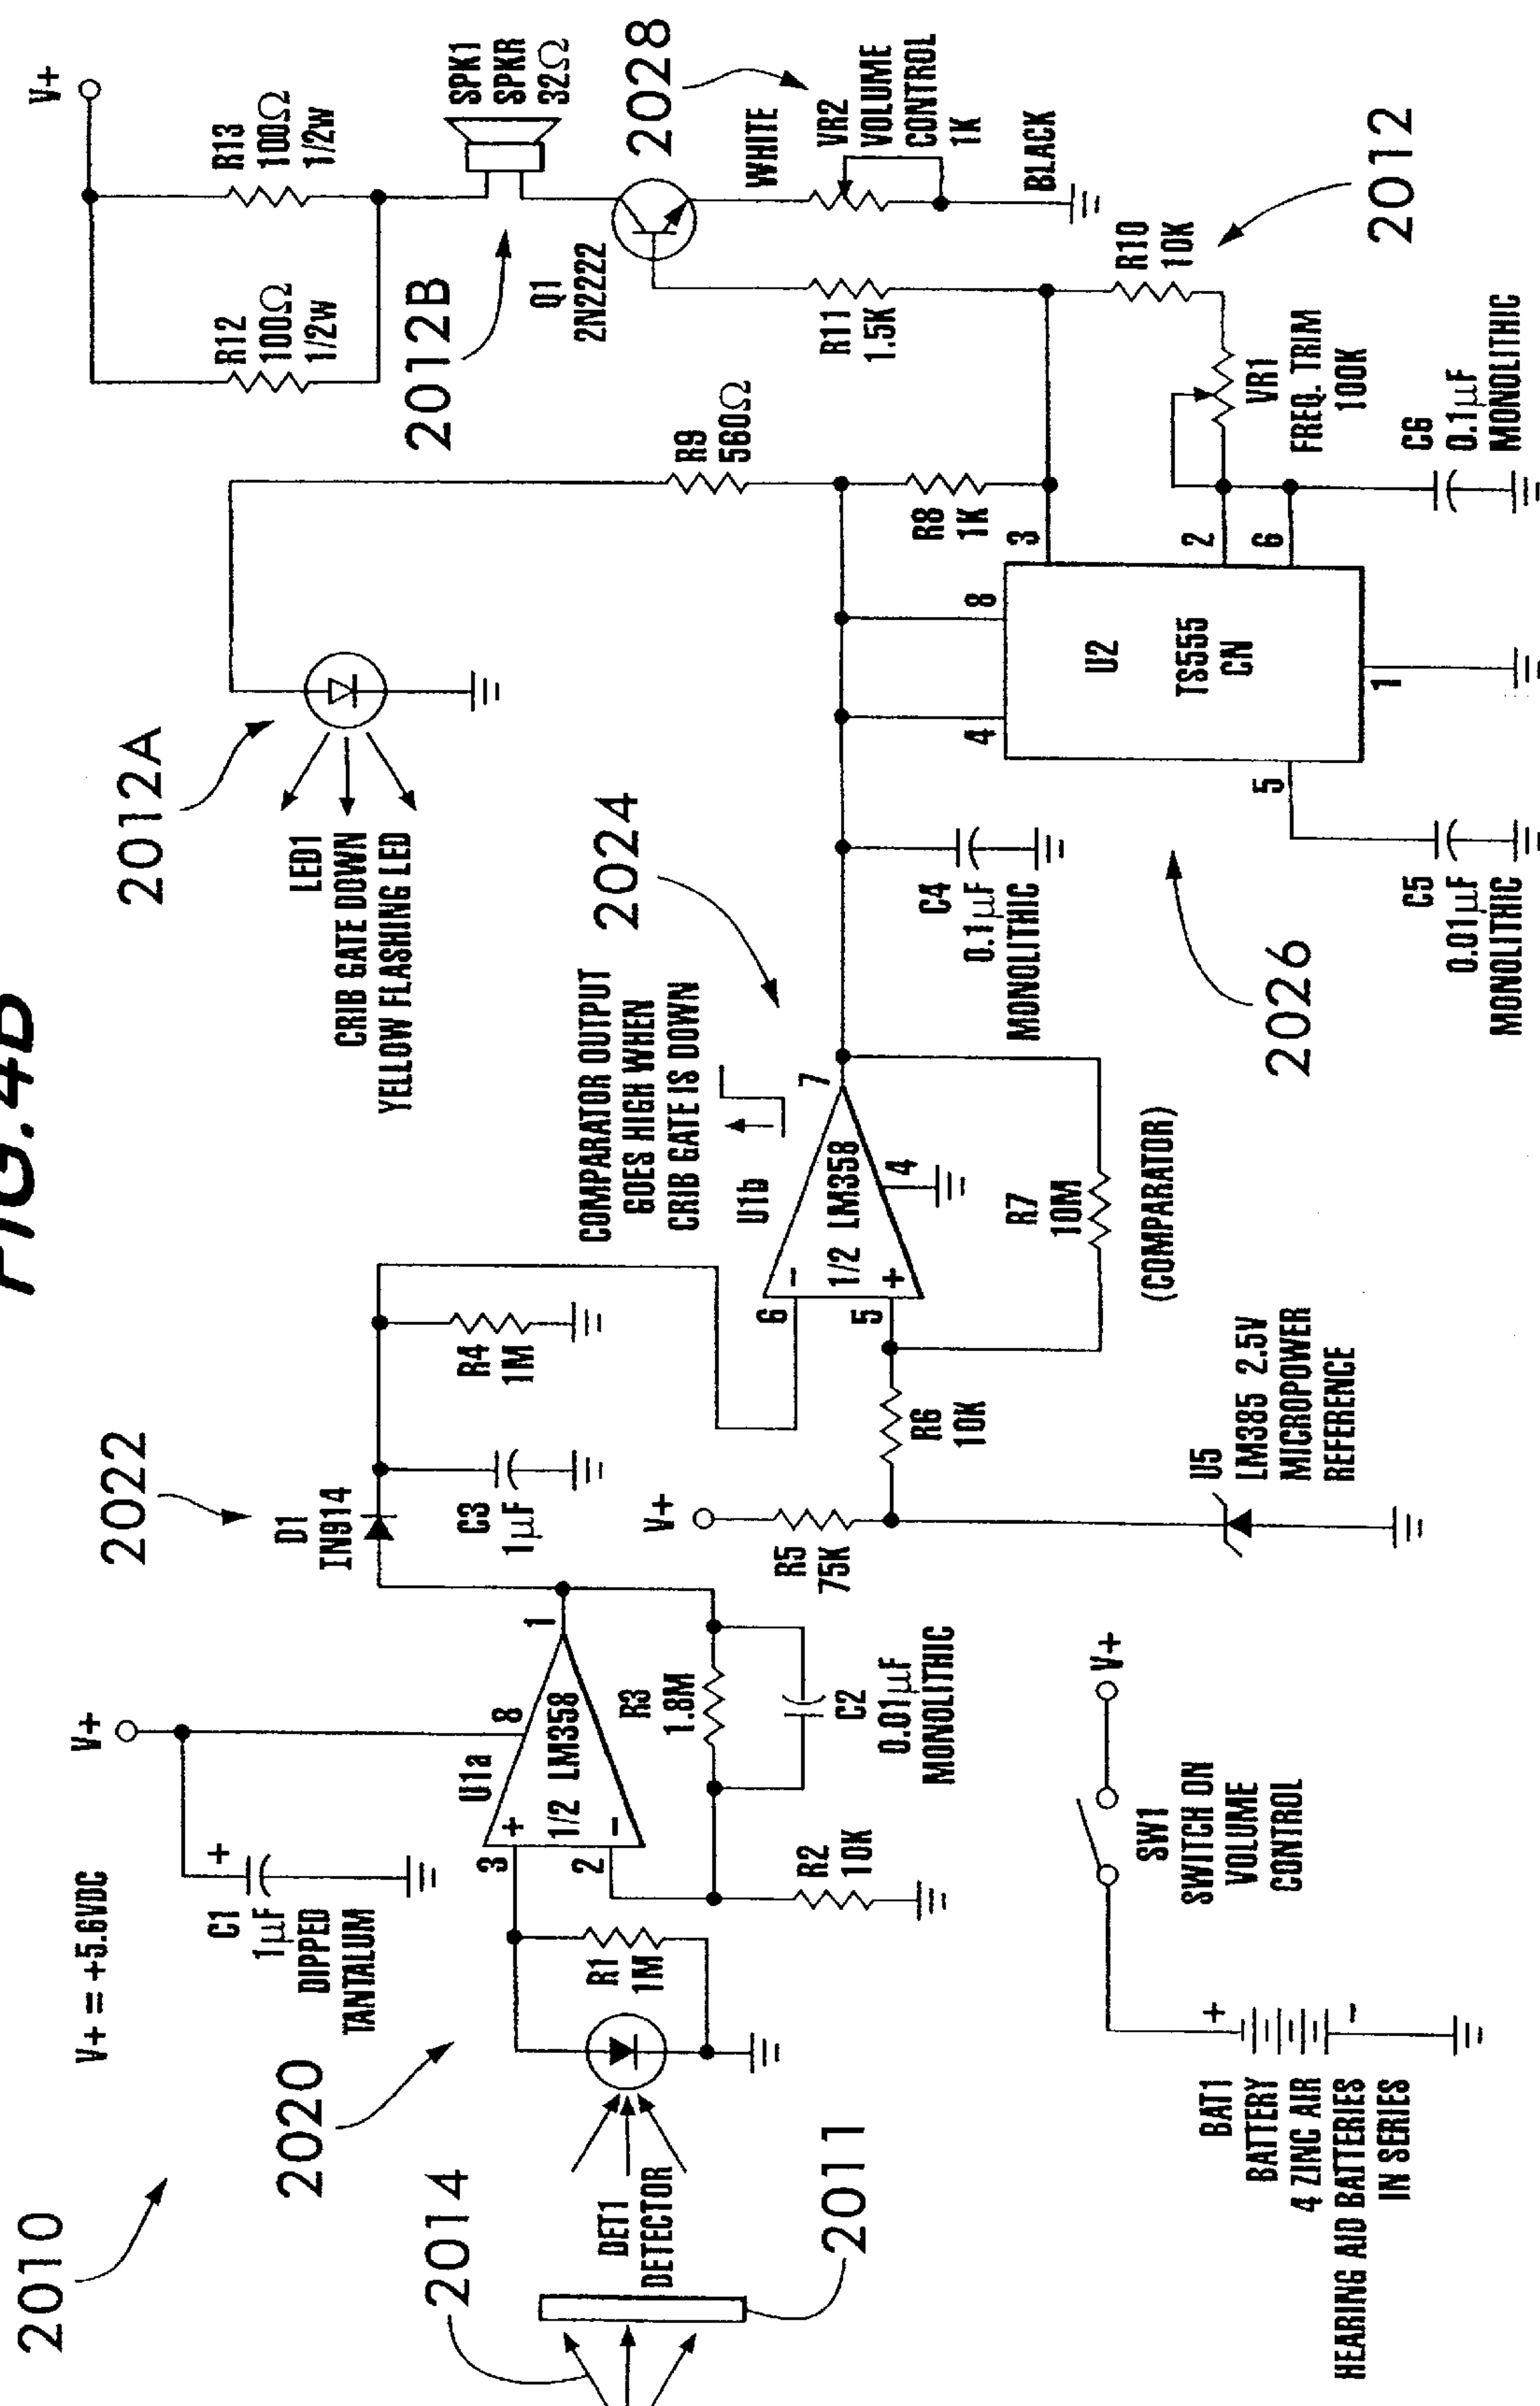 FIG. 4B
2010
V+ = +5.6VDC
V+
C1
1µF
DIPPED
TANTALUM
+
2020
2014
DET1
DETECTOR
2011
R1
1M
3
2
+
-
U1a
8
1/2 LM358
1
R2
10K
R3
1.8M
C2
0.01µF
MONOLITHIC
2022
D1
IN914
C3
1µF
R4
1M
V+
R5
75K
R6
10K
U5
LM385 2.5V
MICROPOWER
REFERENCE
6
5
-
+
U1b
1/2 LM358
4
7
R7
10M
(COMPARATOR)
COMPARATOR OUTPUT
GOES HIGH WHEN
CRIB GATE IS DOWN
2024
2012A
LED1
CRIB GATE DOWN
YELLOW FLASHING LED
C4
0.1µF
MONOLITHIC
2026
C5
0.01µF
MONOLITHIC
4
8
5
1
3
2
6
U2
TS555
CN
R8
1K
R9
560Ω
V+
R12
100Ω
1/2W
R13
100Ω
1/2W
2012B
SPK1
SPKR
32Ω
Q1
2N2222
2028
WHITE
VR2
VOLUME
CONTROL
1K
BLACK
R11
1.5K
R10
10K
2012
VR1
FREQ. TRIM
100K
C6
0.1µF
MONOLITHIC
BAT1
BATTERY
4 ZINC AIR
HEARING AID BATTERIES
IN SERIES
+
-
SW1
SWITCH ON
VOLUME
CONTROL
V+